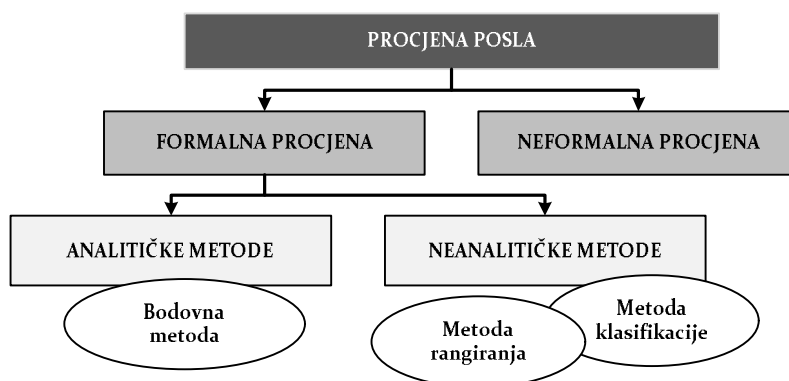 PROCJENA POSLA
FORMALNA PROCJENA
NEFORMALNA PROCJENA
ANALITIČKE METODE
NEANALITIČKE METODE
Bodovna
metoda
Metoda
rangiranja
Metoda
klasifikacije